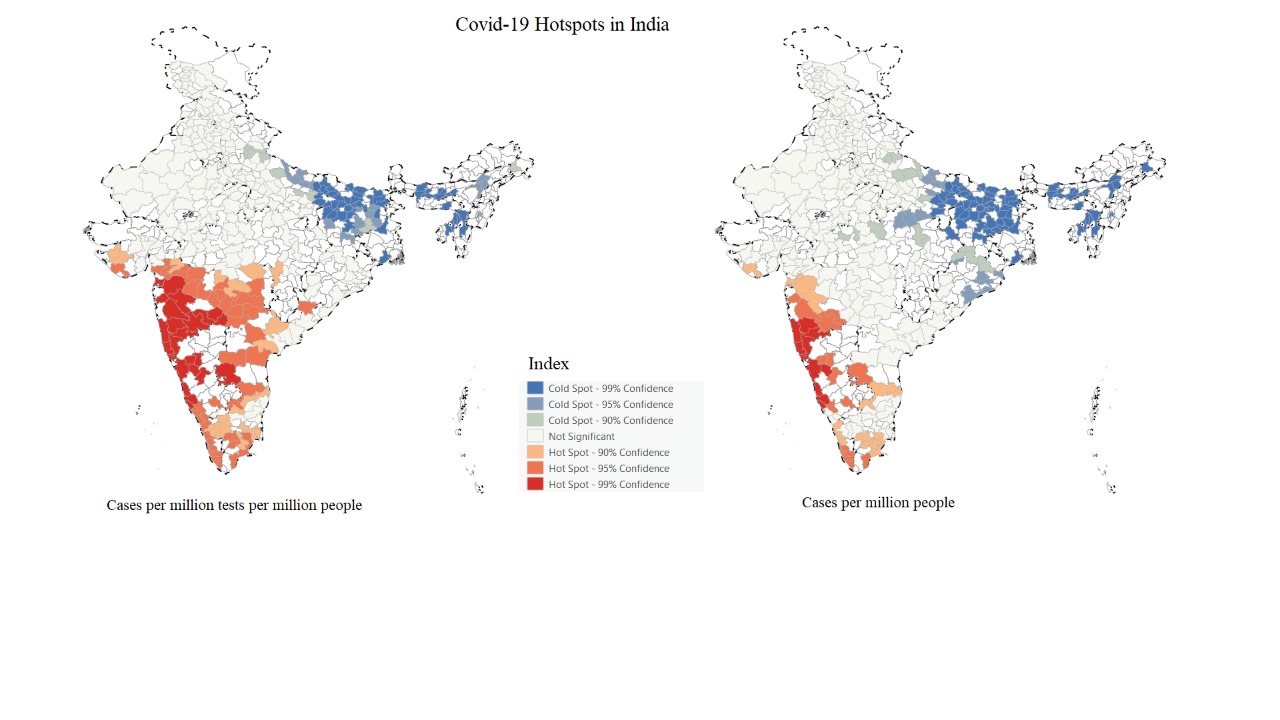 Covid-19 Hotspots in India
Index
Cold Spot - 99% Confidence
Cold Spot - 95% Confidence
Cold Spot - 90% Confidence
Not Significant
Hot Spot - 90% Confidence
Hot Spot - 95% Confidence
Hot Spot - 99% Confidence
Cases per million tests per million people
Cases per million people